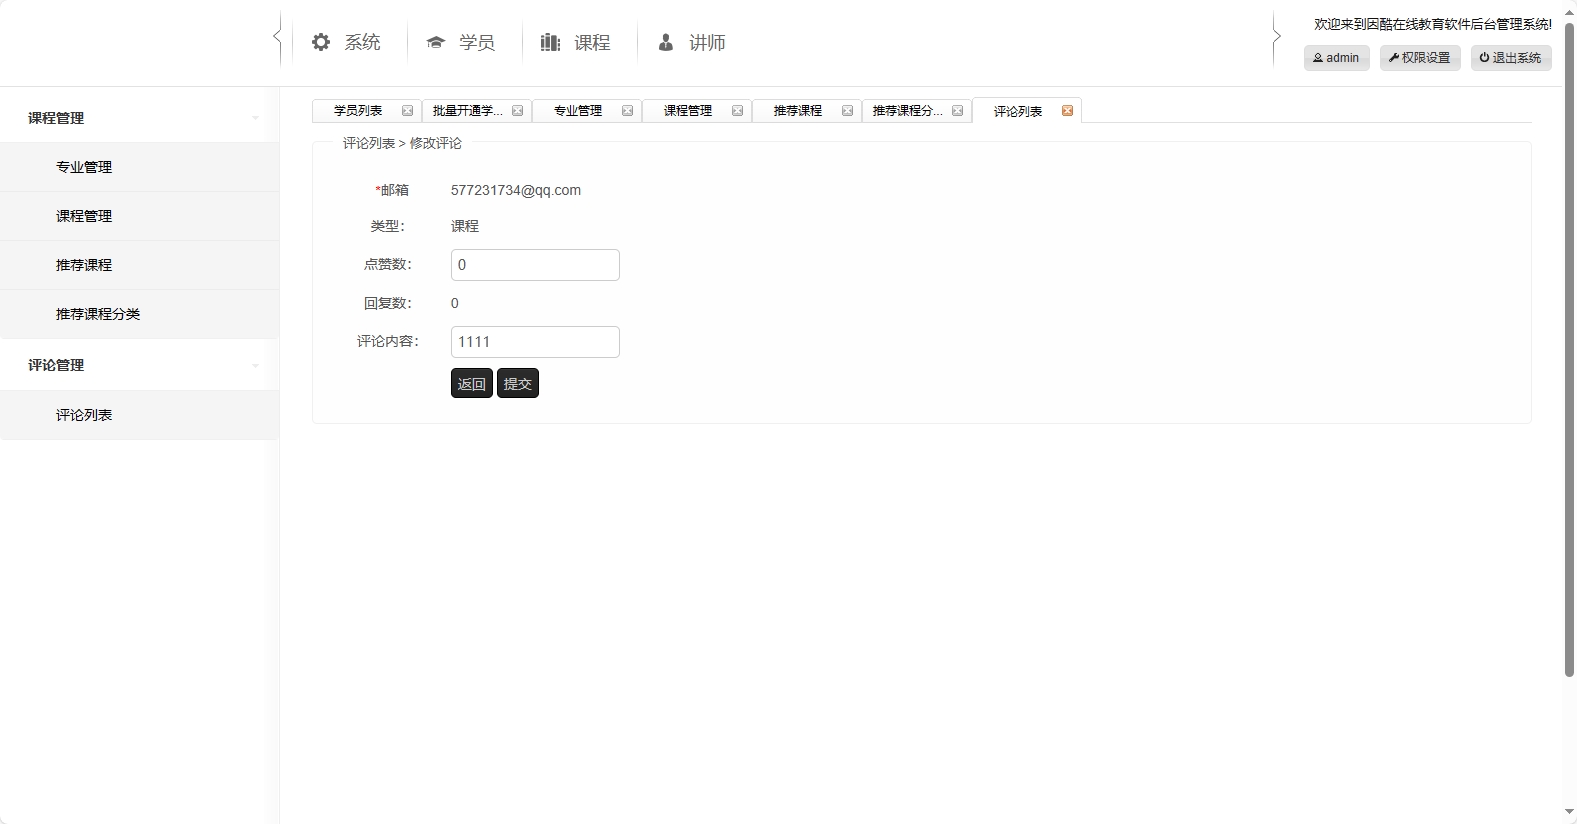 系统
学员
课程
讲师
欢迎来到因酷在线教育软件后台管理系统!
admin
权限设置
退出系统
课程管理
专业管理
课程管理
推荐课程
推荐课程分类
评论管理
评论列表
学员列表
批量开通学...
专业管理
课程管理
推荐课程
推荐课程分...
评论列表
评论列表 > 修改评论
*邮箱 577231734@qq.com
类型： 课程
点赞数： 0
回复数： 0
评论内容： 1111
返回 提交